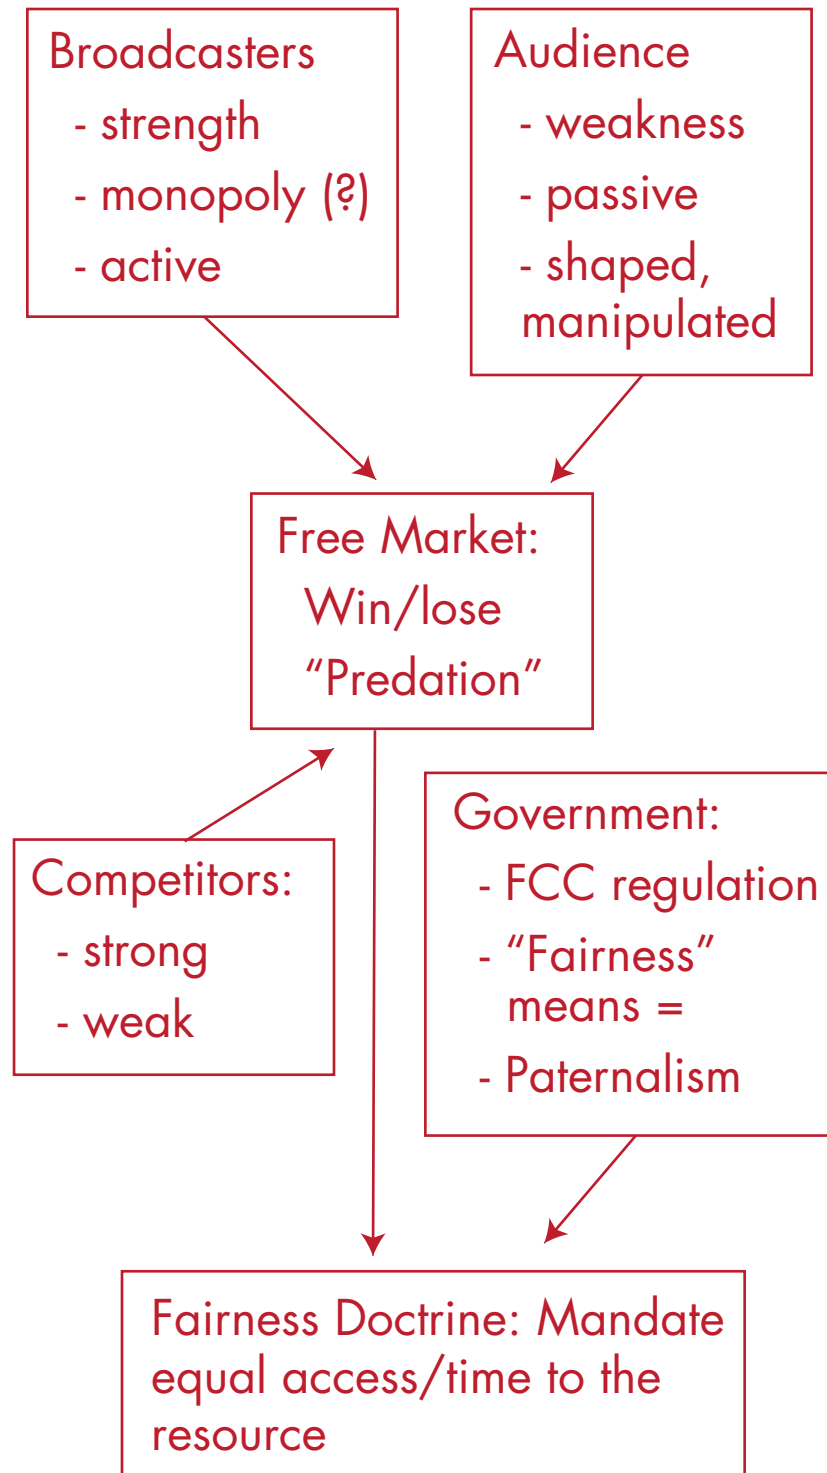 Broadcasters
- strength
- monopoly (?)
- active
Audience
- weakness
- passive
- shaped,
manipulated
Free Market:
Win/lose
“Predation”
Competitors:
- strong
- weak
Government:
- FCC regulation
- “Fairness”
means =
- Paternalism
Fairness Doctrine: Mandate
equal access/time to the
resource